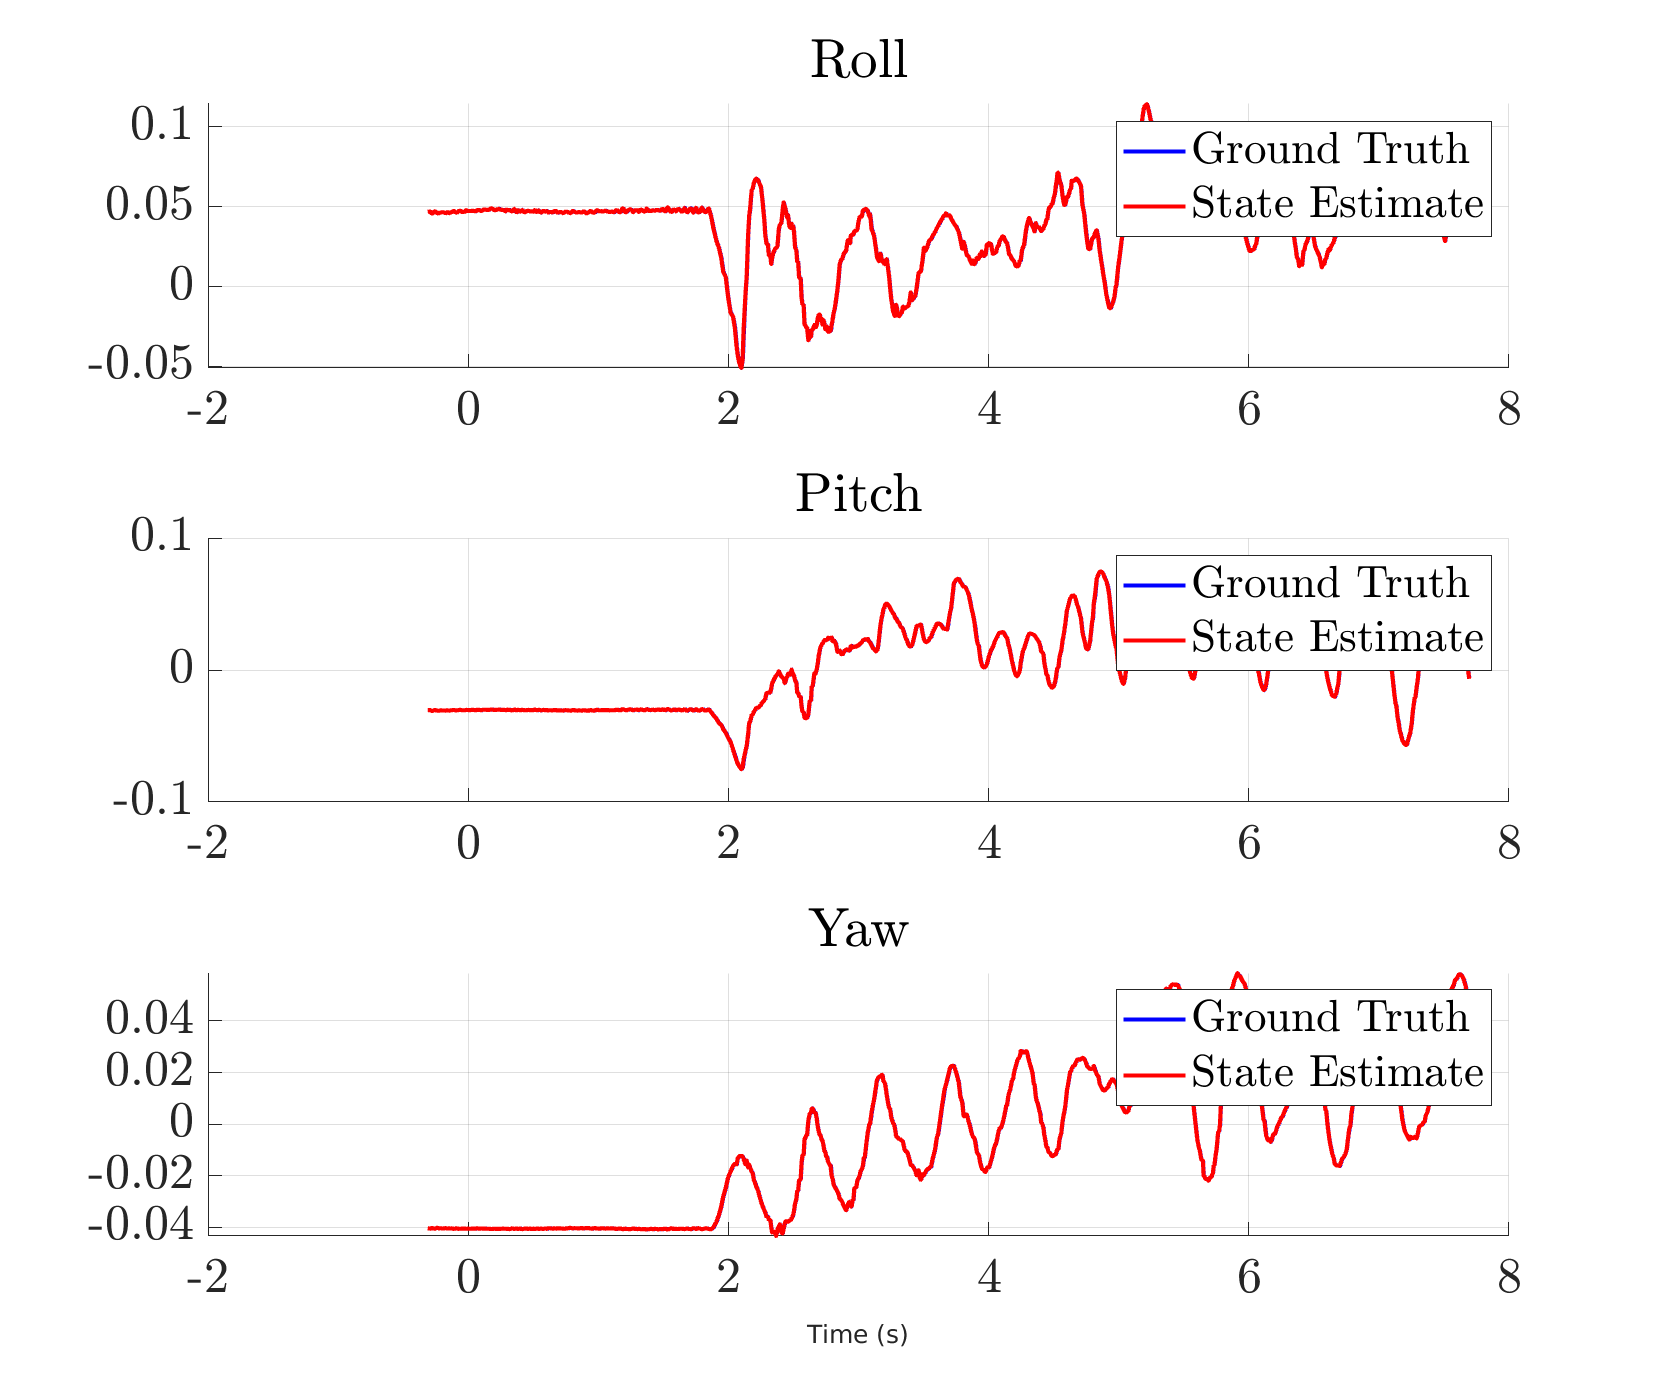 Roll
0.1
0.05
0
-0.05
Ground Truth
State Estimate
-2 0 2 4 6 8
Pitch
0.1
0
-0.1
Ground Truth
State Estimate
-2 0 2 4 6 8
Yaw
0.04
0.02
0
-0.02
-0.04
Ground Truth
State Estimate
-2 0 2 4 6 8
Time (s)